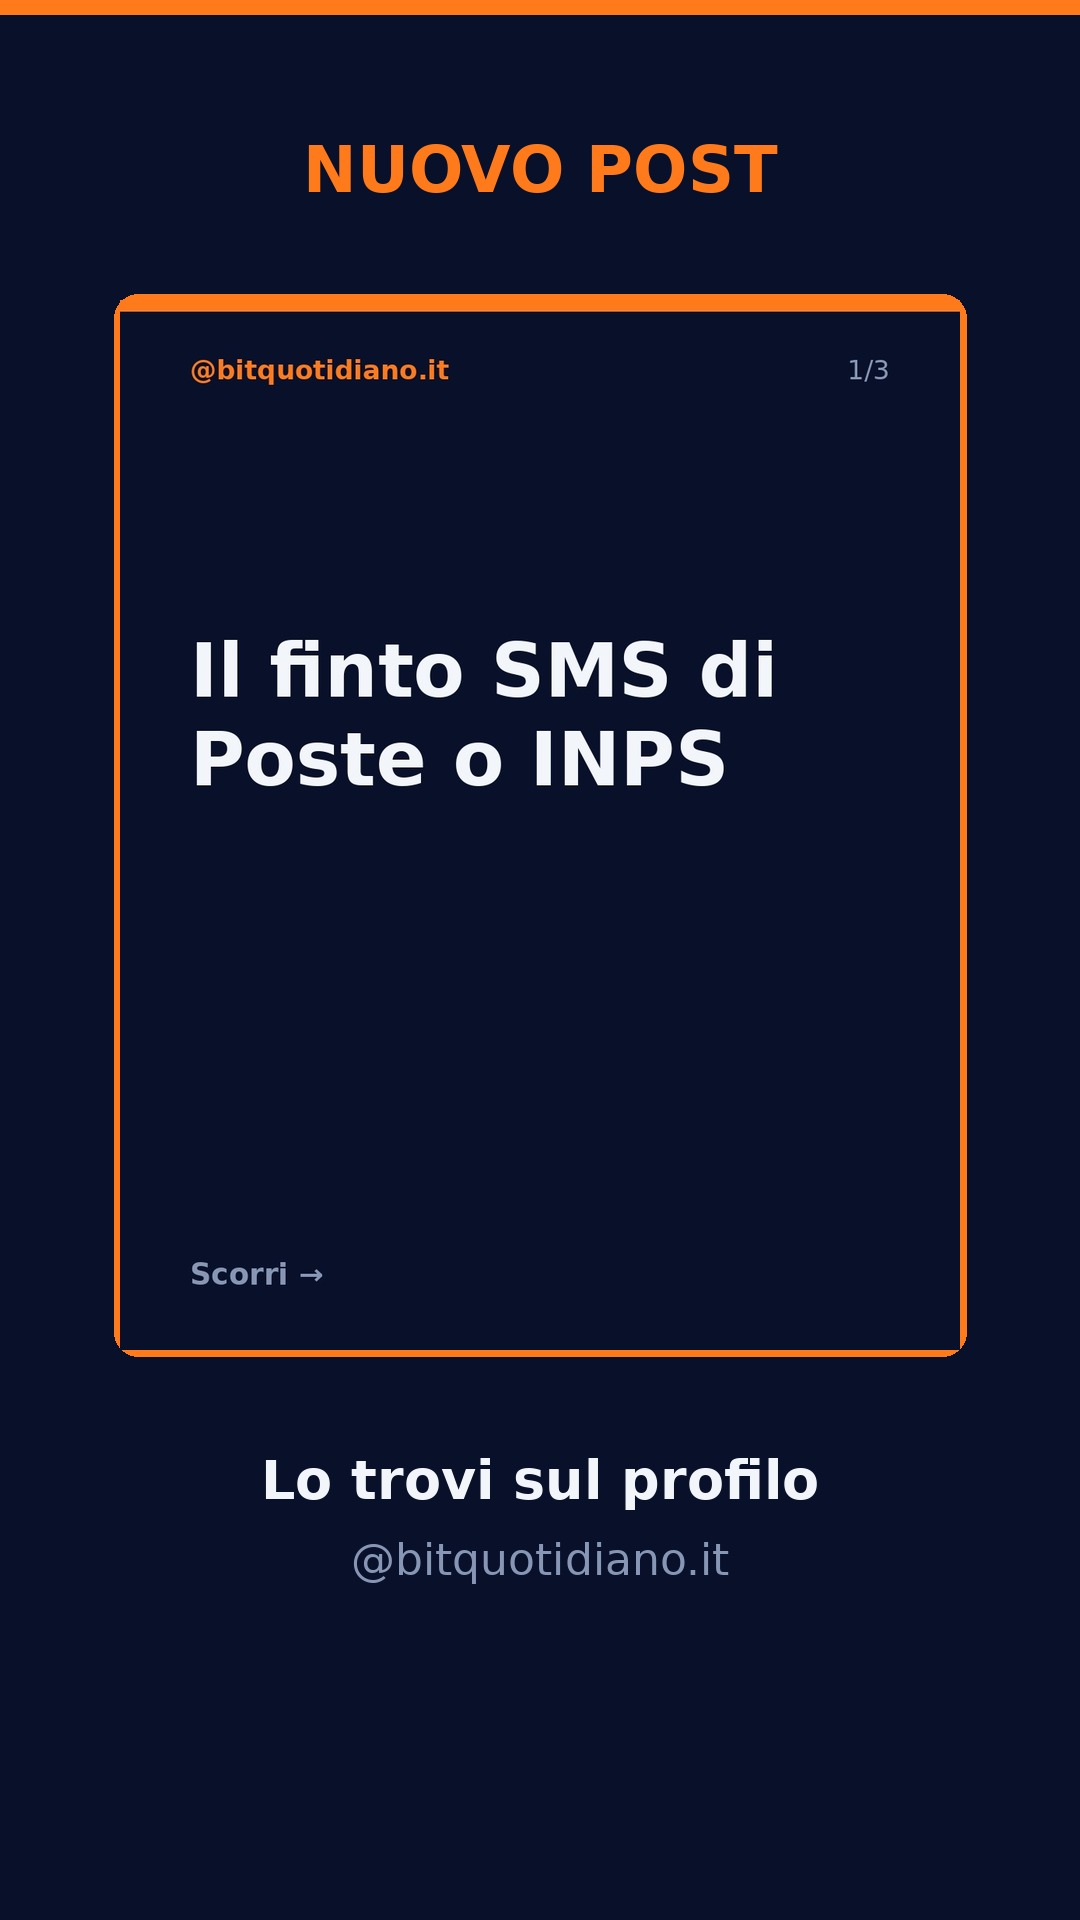 NUOVO POST
@bitquotidiano.it
1/3
Il finto SMS di
Poste o INPS
Scorri →
Lo trovi sul profilo
@bitquotidiano.it